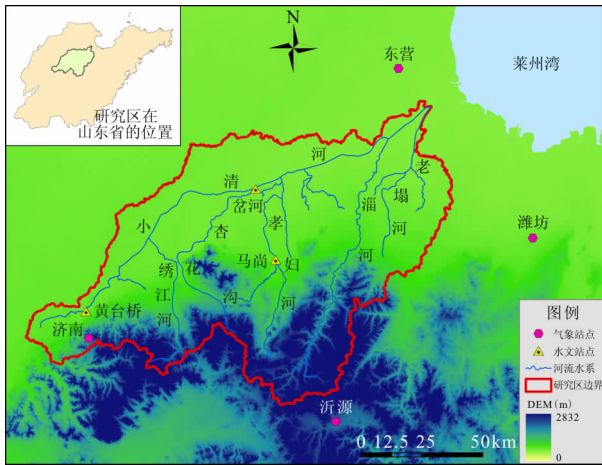 N
研究区在
山东省的位置
东营
莱州湾
潍坊
济南
沂源
小
清
河
岔河
杏
花
沟
孝
妇
河
马尚
绣
江
河
淄
河
老
塌
河
黄台桥
图例
气象站点
水文站点
河流水系
研究区边界
DEM(m)
2832
0
0 12.5 25 50km